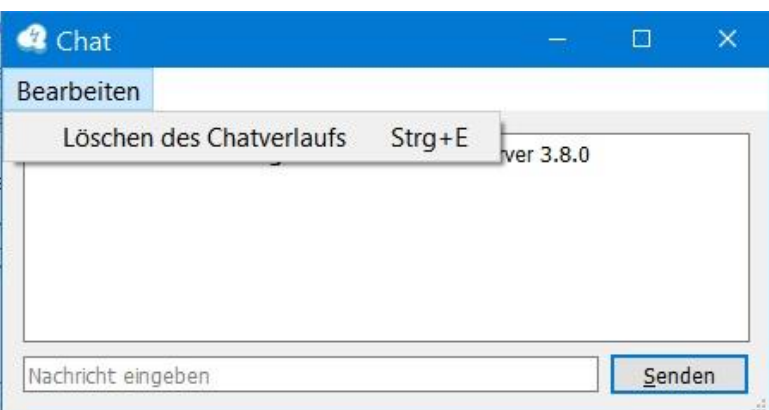 Chat
Bearbeiten
Löschen des Chatverlaufs Strg+E
ver 3.8.0
Nachricht eingeben
Senden